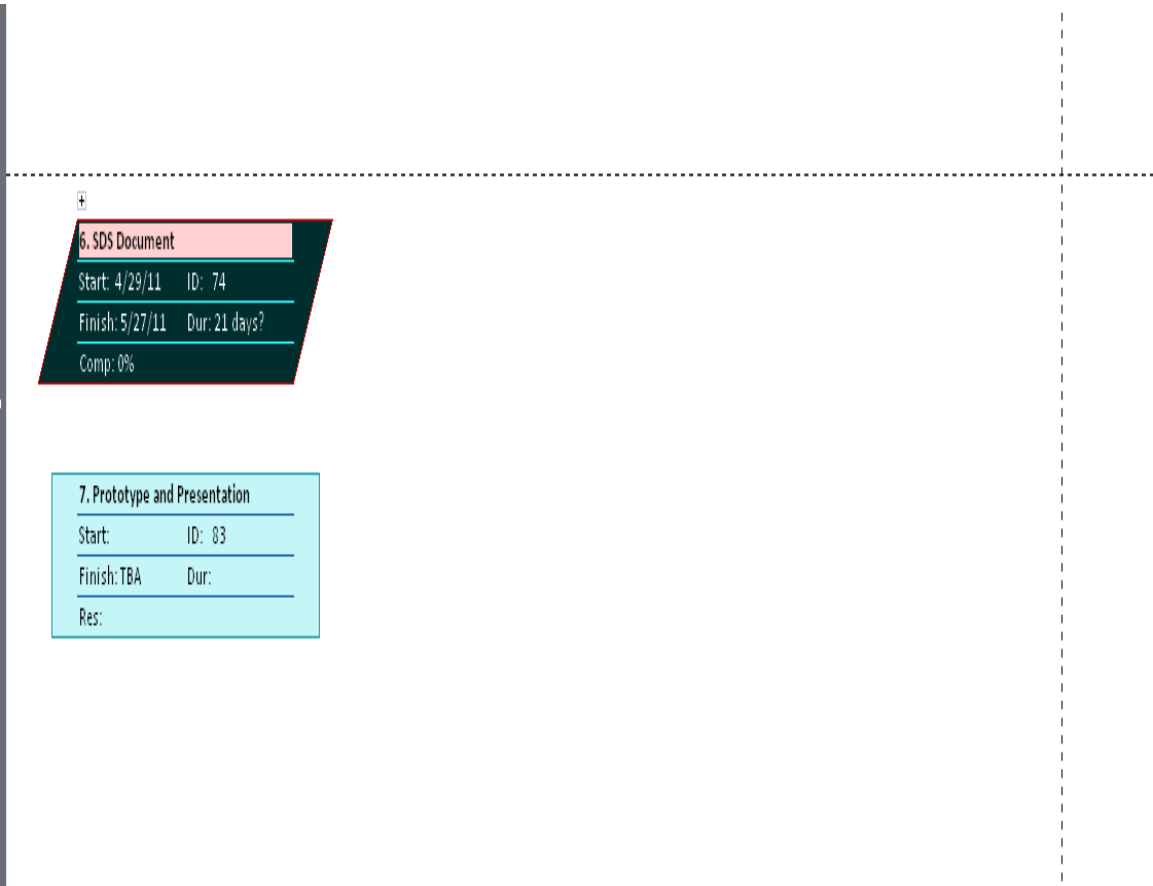 6. SDS Document
Start: 4/29/11 ID: 74
Finish: 5/27/11 Dur: 21 days?
Comp: 0%
7. Prototype and Presentation
Start: ID: 83
Finish: TBA Dur:
Res: